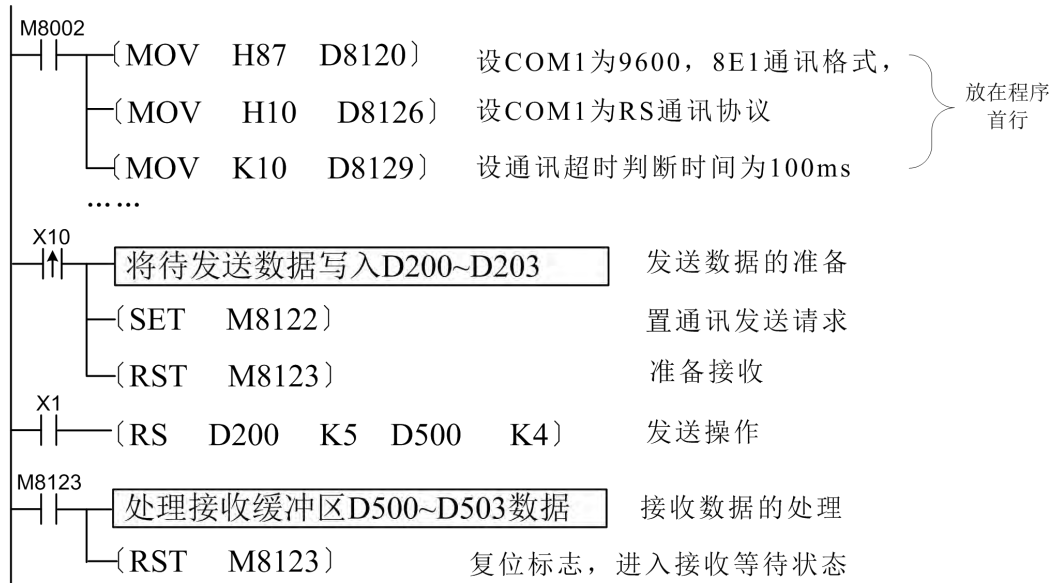 M8002
〔MOV H87 D8120〕 设COM1为9600，8E1通讯格式，
〔MOV H10 D8126〕 设COM1为RS通讯协议
放在程序
首行
〔MOV K10 D8129〕 设通讯超时判断时间为100ms
……
X10
将待发送数据写入D200~D203 发送数据的准备
〔SET M8122〕 置通讯发送请求
〔RST M8123〕 准备接收
X1
〔RS D200 K5 D500 K4〕 发送操作
M8123
处理接收缓冲区D500~D503数据 接收数据的处理
〔RST M8123〕 复位标志，进入接收等待状态